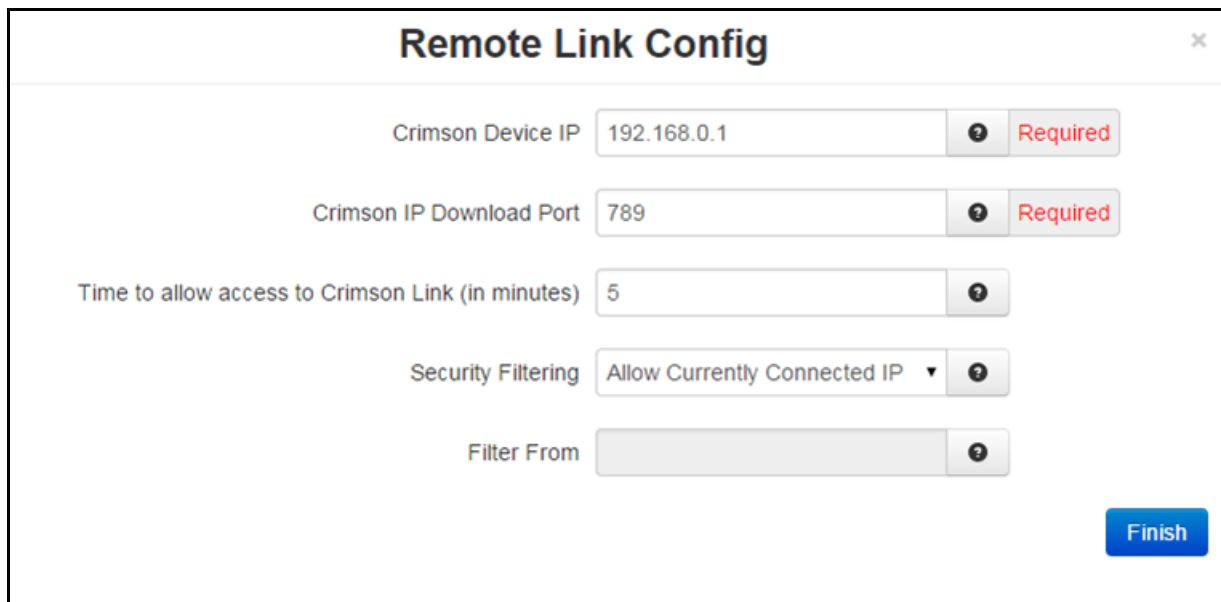 Remote Link Config ×
Crimson Device IP 192.168.0.1 ? Required
Crimson IP Download Port 789 ? Required
Time to allow access to Crimson Link (in minutes) 5 ?
Security Filtering Allow Currently Connected IP ▼ ?
Filter From ?
Finish